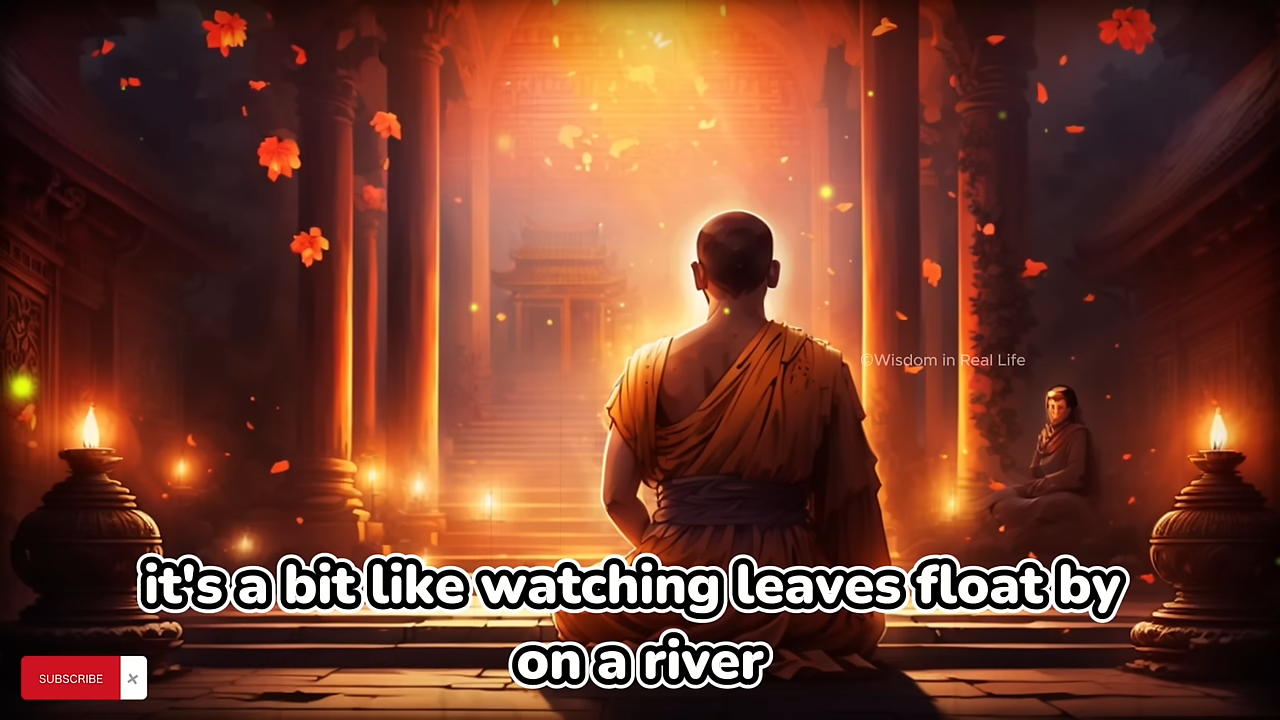 ©Wisdom in Real Life
it's a bit like watching leaves float by
on a river
SUBSCRIBE